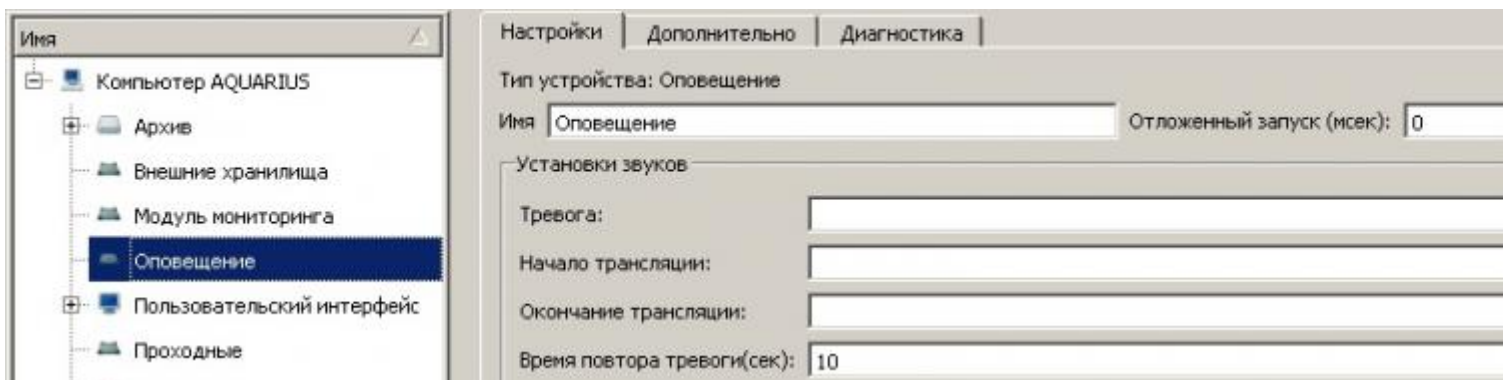 Имя
Компьютер AQUARIUS
Архив
Внешние хранилища
Модуль мониторинга
Оповещение
Пользовательский интерфейс
Проходные
Настройки
Дополнительно
Диагностика
Тип устройства: Оповещение
Имя Оповещение Отложенный запуск (мсек): 0
Установки звуков
Тревога:
Начало трансляции:
Окончание трансляции:
Время повтора тревоги(сек): 10